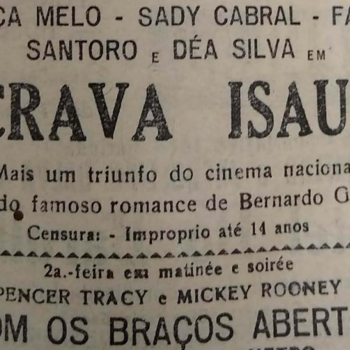 ÇA MELO - SADY CABRAL - FA
SANTORO E DÉA SILVA EM
CRAVA ISAU
Mais um triunfo do cinema naciona
do famoso romance de Bernardo G
Censura: - Improprio até 14 anos
2a.-feira em matinée e soirée
PENCER TRACY e MICKEY ROONEY
OM OS BRAÇOS ABERT